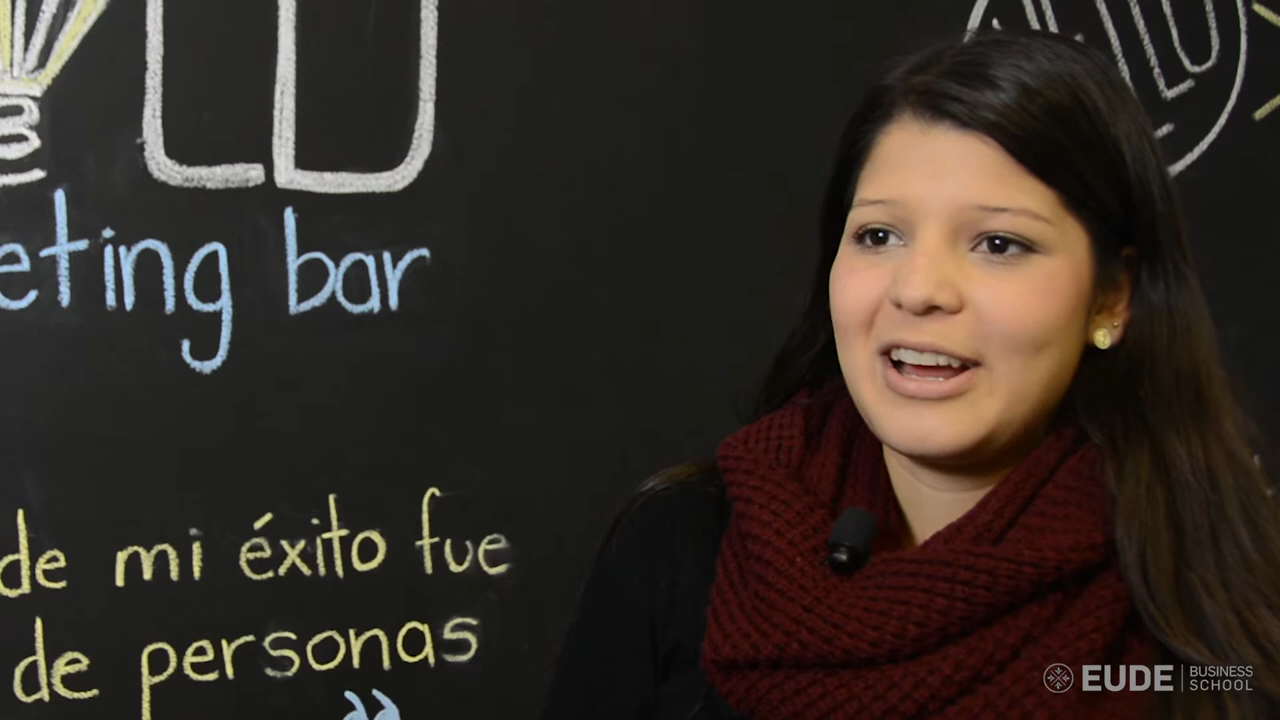 eting bar
de mi éxito fue
de personas
”
EUDE BUSINESS
SCHOOL